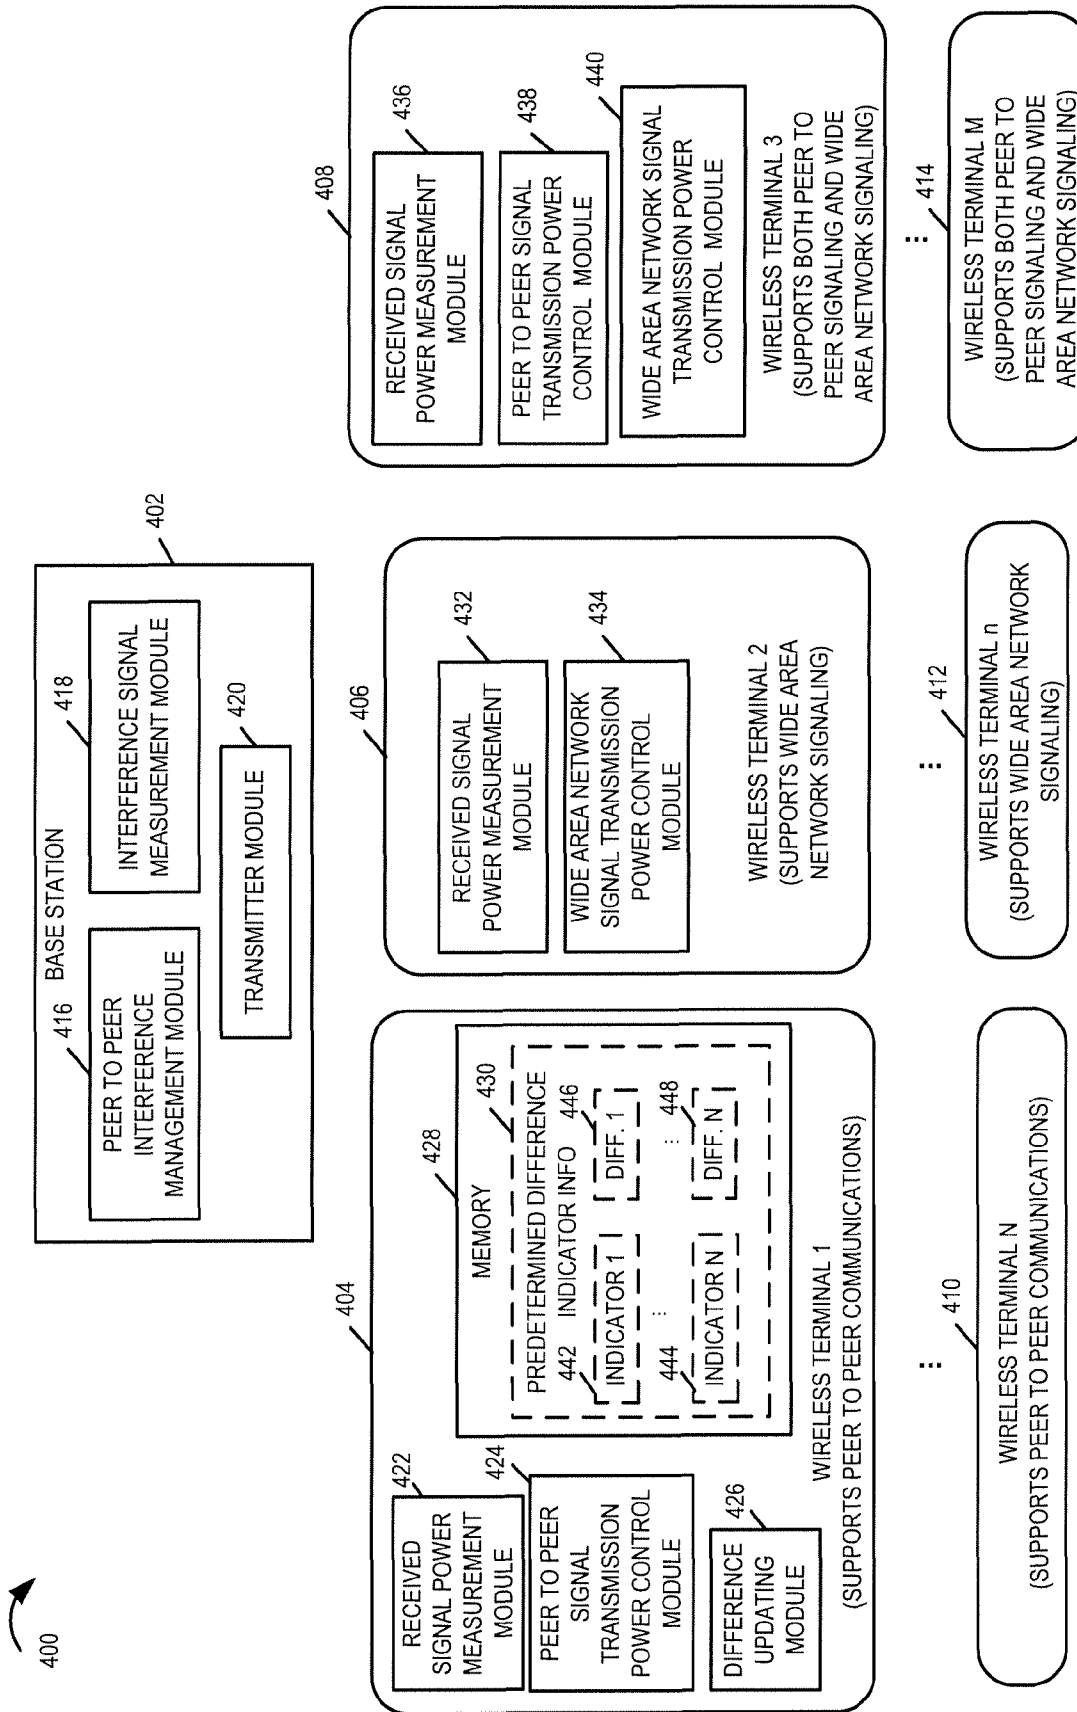 400
402
BASE STATION
416
PEER TO PEER
INTERFERENCE
MANAGEMENT MODULE
418
INTERFERENCE SIGNAL
MEASUREMENT MODULE
420
TRANSMITTER MODULE
404
422
RECEIVED
SIGNAL POWER
MEASUREMENT
MODULE
424
PEER TO PEER
SIGNAL
TRANSMISSION
POWER CONTROL
MODULE
426
DIFFERENCE
UPDATING
MODULE
428
MEMORY
430
PREDETERMINED DIFFERENCE
INDICATOR INFO
442
INDICATOR 1
446
DIFF. 1
⋮
⋮
444
INDICATOR N
448
DIFF. N
WIRELESS TERMINAL 1
(SUPPORTS PEER TO PEER COMMUNICATIONS)
406
432
RECEIVED SIGNAL
POWER MEASUREMENT
MODULE
434
WIDE AREA NETWORK
SIGNAL TRANSMISSION
POWER CONTROL
MODULE
WIRELESS TERMINAL 2
(SUPPORTS WIDE AREA
NETWORK SIGNALING)
408
436
RECEIVED SIGNAL
POWER MEASUREMENT
MODULE
438
PEER TO PEER SIGNAL
TRANSMISSION POWER
CONTROL MODULE
440
WIDE AREA NETWORK SIGNAL
TRANSMISSION POWER
CONTROL MODULE
WIRELESS TERMINAL 3
(SUPPORTS BOTH PEER TO
PEER SIGNALING AND WIDE
AREA NETWORK SIGNALING)
⋮
410
WIRELESS TERMINAL N
(SUPPORTS PEER TO PEER COMMUNICATIONS)
⋮
412
WIRELESS TERMINAL n
(SUPPORTS WIDE AREA NETWORK
SIGNALING)
⋮
414
WIRELESS TERMINAL M
(SUPPORTS BOTH PEER TO
PEER SIGNALING AND WIDE
AREA NETWORK SIGNALING)